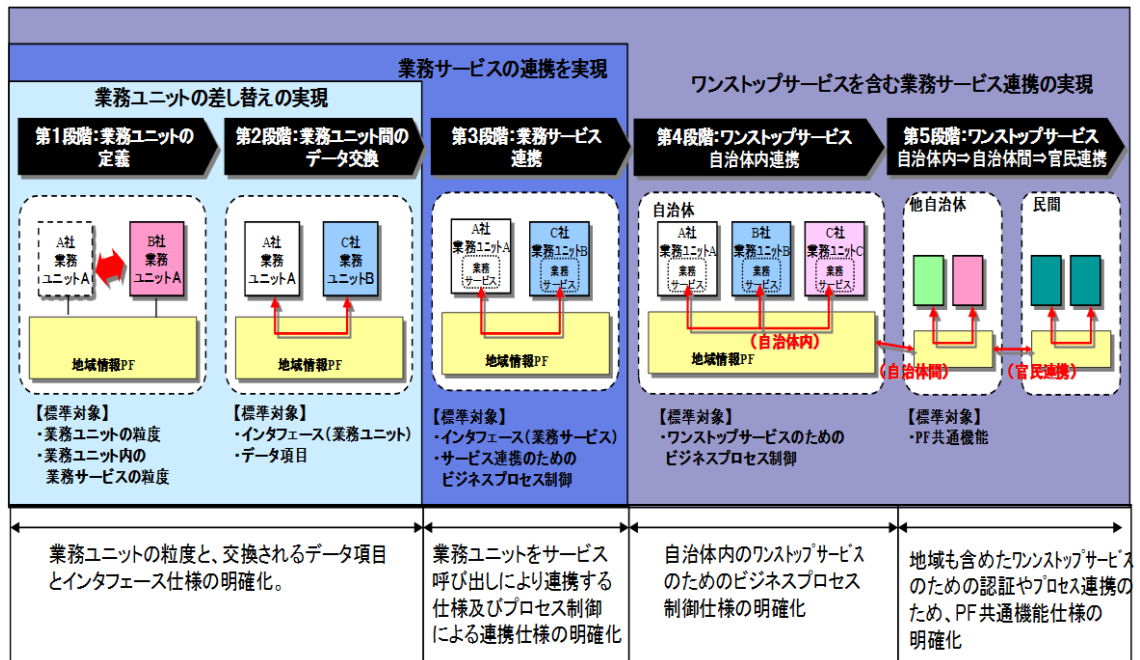 業務サービスの連携を実現
ワンストップサービスを含む業務サービス連携の実現
業務ユニットの差し替えの実現
第1段階:業務ユニットの
定義
第2段階:業務ユニット間の
データ交換
第3段階:業務サービス
連携
第4段階:ワンストップサービス
自治体内連携
第5段階:ワンストップサービス
自治体内⇒自治体間⇒官民連携
A社
業務
ユニットA
B社
業務
ユニットA
地域情報PF
A社
業務
ユニットA
C社
業務
ユニットB
地域情報PF
A社
業務ユニットA
業務
サービス
C社
業務ユニットB
業務
サービス
地域情報PF
自治体
A社
業務ユニットA
業務
サービス
B社
業務ユニットB
業務
サービス
C社
業務ユニットC
業務
サービス
(自治体内)
地域情報PF
他自治体
民間
(自治体間)
(官民連携)
【標準対象】
・業務ユニットの粒度
・業務ユニット内の
業務サービスの粒度
【標準対象】
・インタフェース(業務ユニット)
・データ項目
【標準対象】
・インタフェース(業務サービス)
・サービス連携のための
ビジネスプロセス制御
【標準対象】
・ワンストップサービスのための
ビジネスプロセス制御
【標準対象】
・PF共通機能
業務ユニットの粒度と、交換されるデータ項目
とインタフェース仕様の明確化。
業務ユニットをサービス
呼び出しにより連携する
仕様及びプロセス制御
による連携仕様の明確化
自治体内のワンストップサービス
のためのビジネスプロセス
制御仕様の明確化
地域も含めたワンンストップサービス
のための認証やプロセス連携の
ため、PF共通機能仕様の
明確化